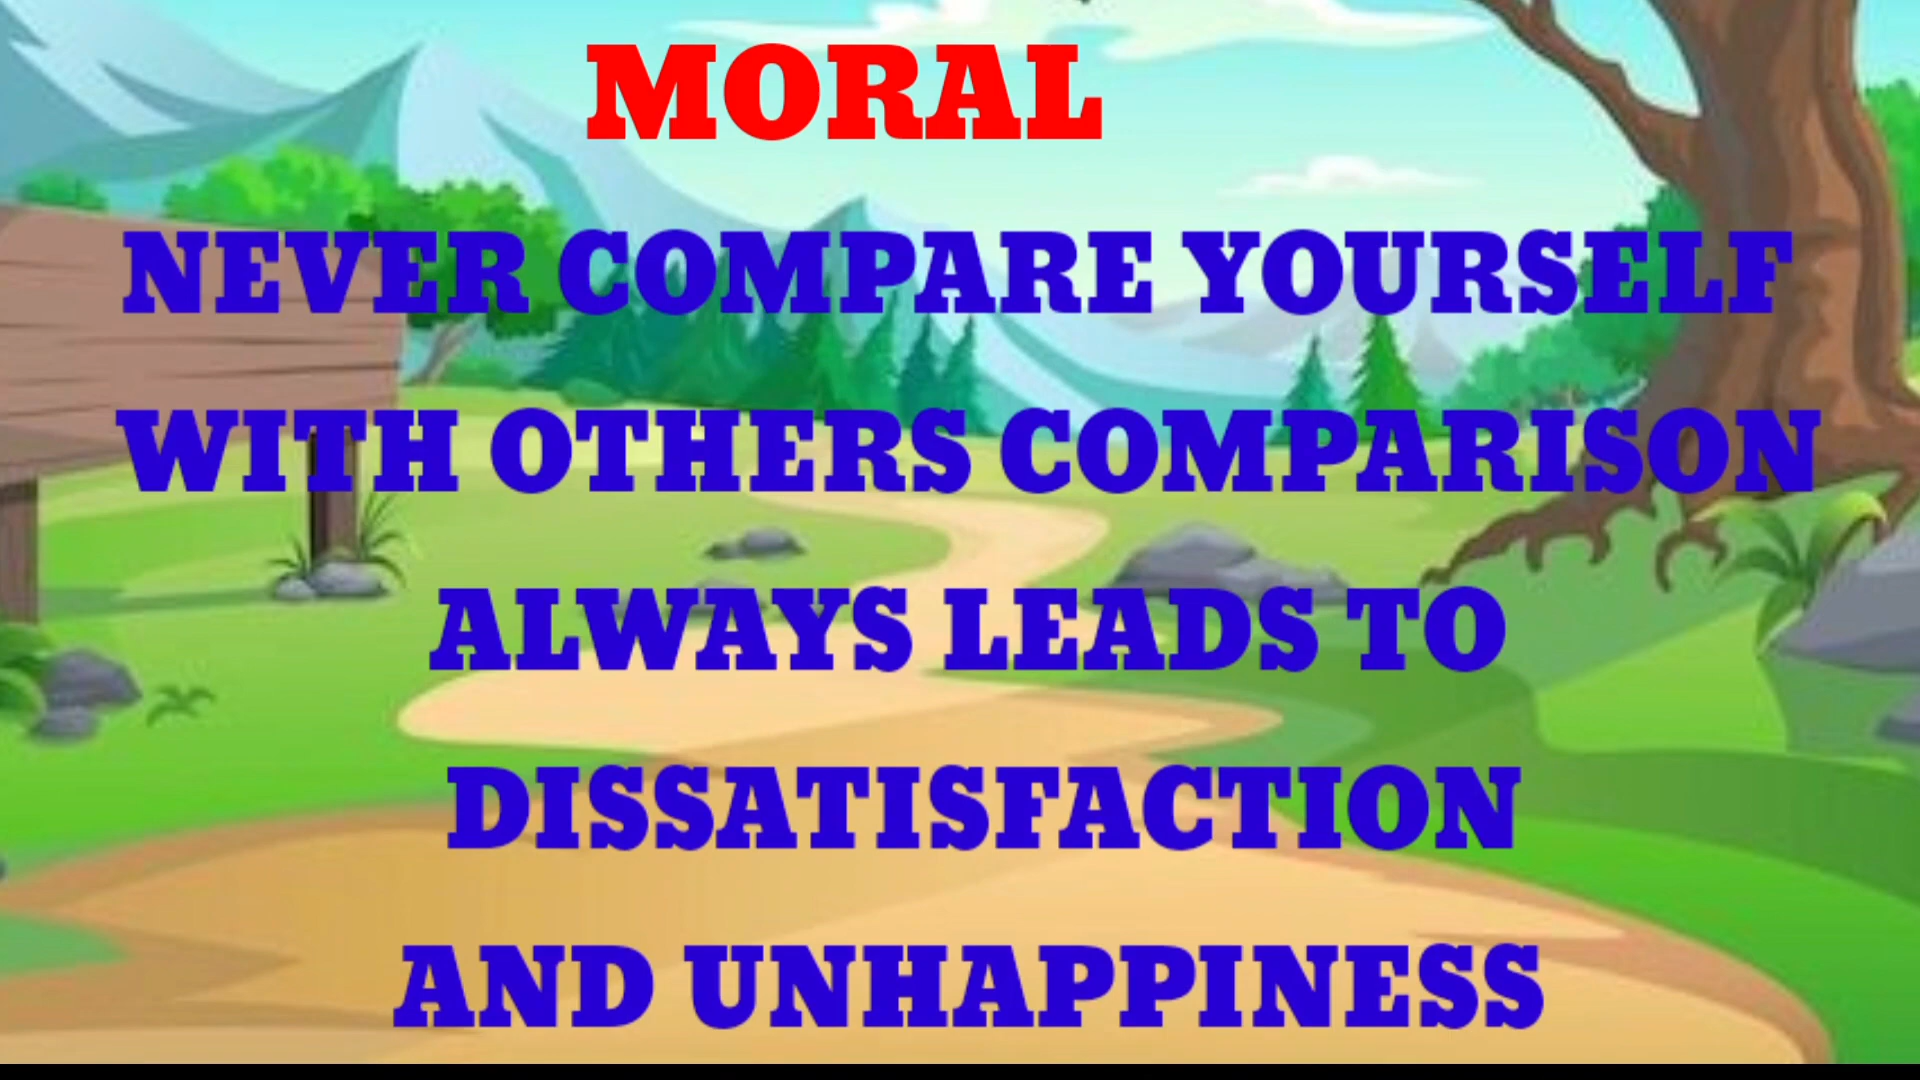 MORAL
NEVER COMPARE YOURSELF
WITH OTHERS COMPARISON
ALWAYS LEADS TO
DISSATISFACTION
AND UNHAPPINESS